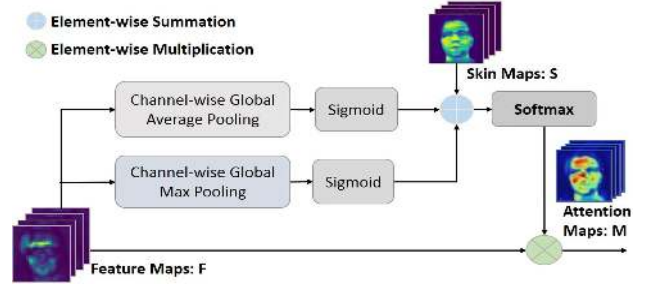 Element-wise Summation
Element-wise Multiplication
Skin Maps: S
Channel-wise Global
Average Pooling
Sigmoid
Softmax
Channel-wise Global
Max Pooling
Sigmoid
Attention
Maps: M
Feature Maps: F